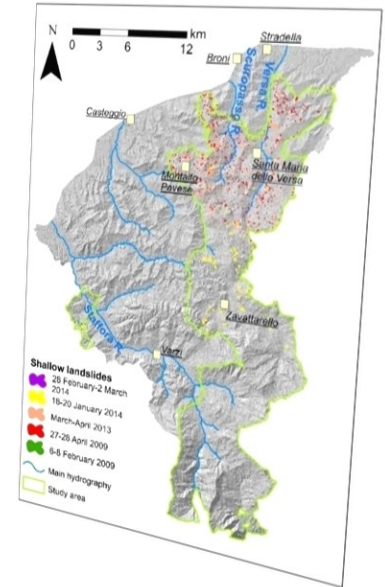 N
0 3 6 12 km
Stradella
Broni
Scuropasso R.
Versa R.
Casteggio
Santa Maria
della Versa
Montalto
Pavese
Zavattarello
Staffora R.
Varzi
Shallow landslides
28 February-2 March
2014
18-20 January 2014
March-April 2013
27-28 April 2009
6-8 February 2009
Main hydrography
Study area